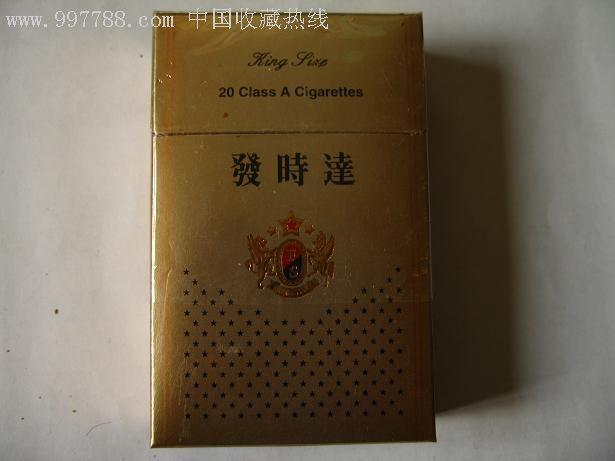 www.997788.com 中国收藏热线
King Size
20 Class A Cigarettes
發時達